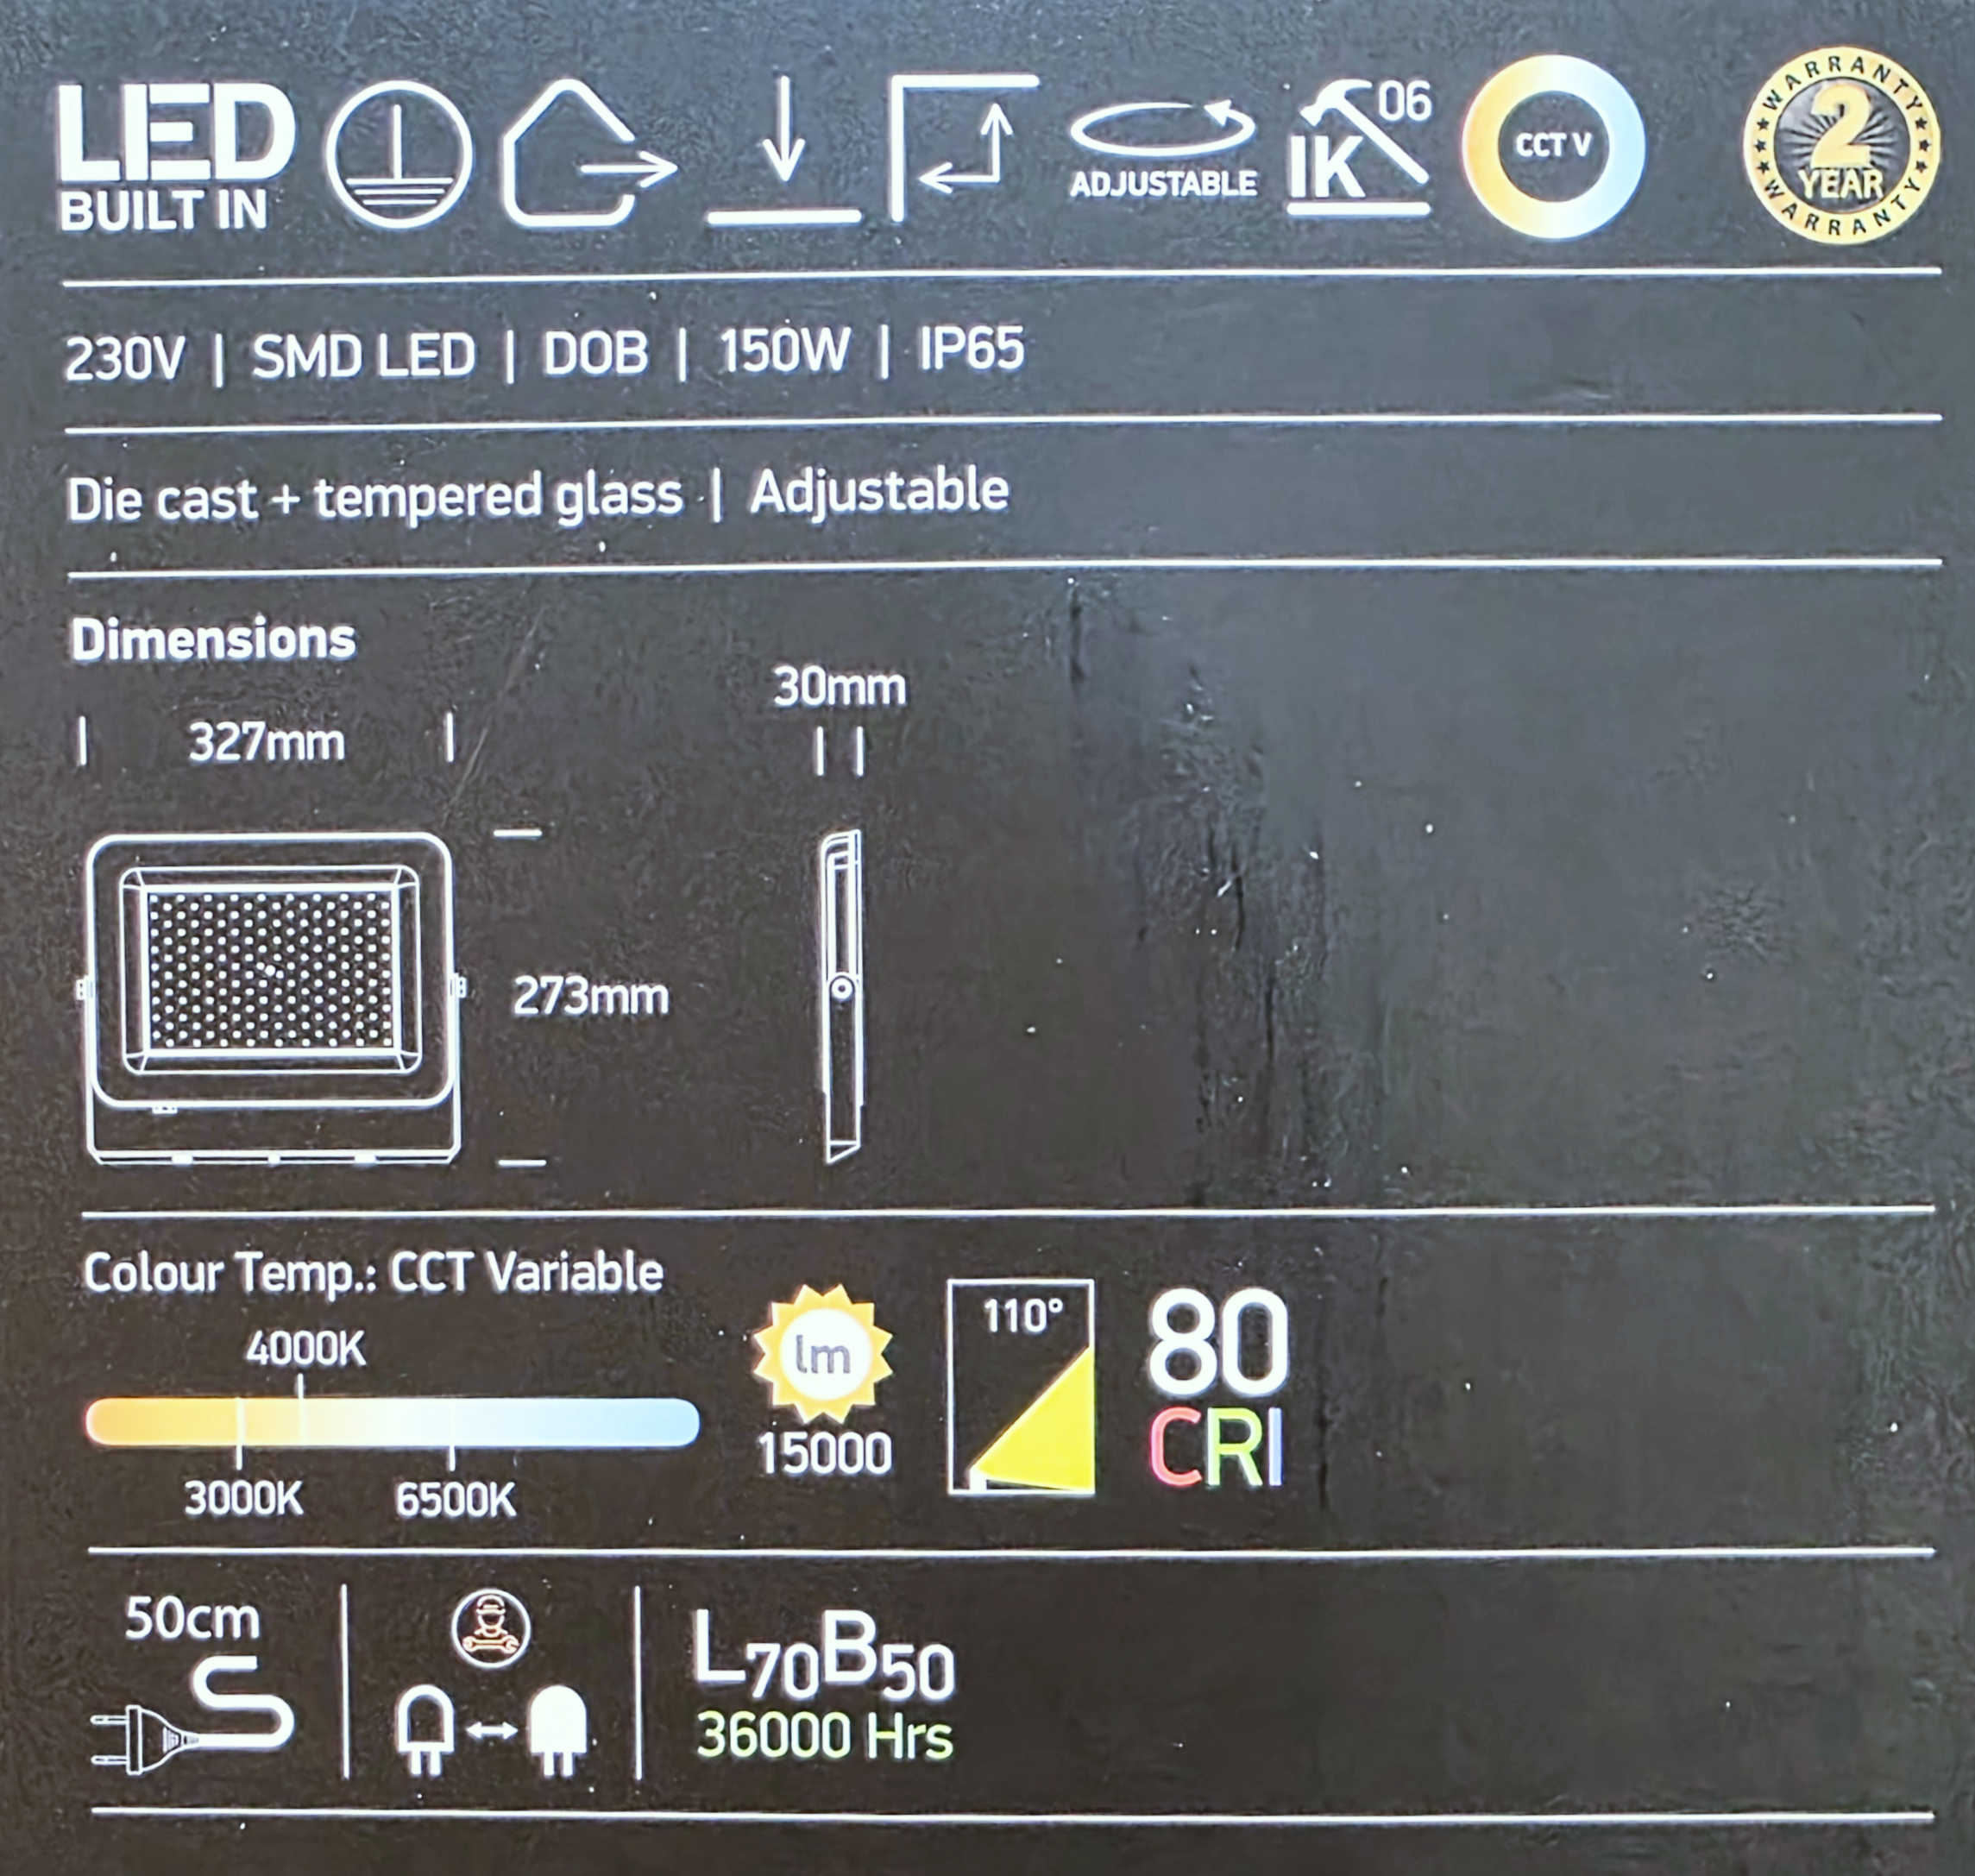 LED
BUILT IN
ADJUSTABLE
IK 06
CCT V
WARRANTY
2
YEAR
WARRANTY
230V | SMD LED | DOB | 150W | IP65
Die cast + tempered glass | Adjustable
Dimensions
30mm
327mm
273mm
Colour Temp.: CCT Variable
4000K
3000K 6500K
lm
15000
110°
80
CRI
50cm
L70B50
36000 Hrs